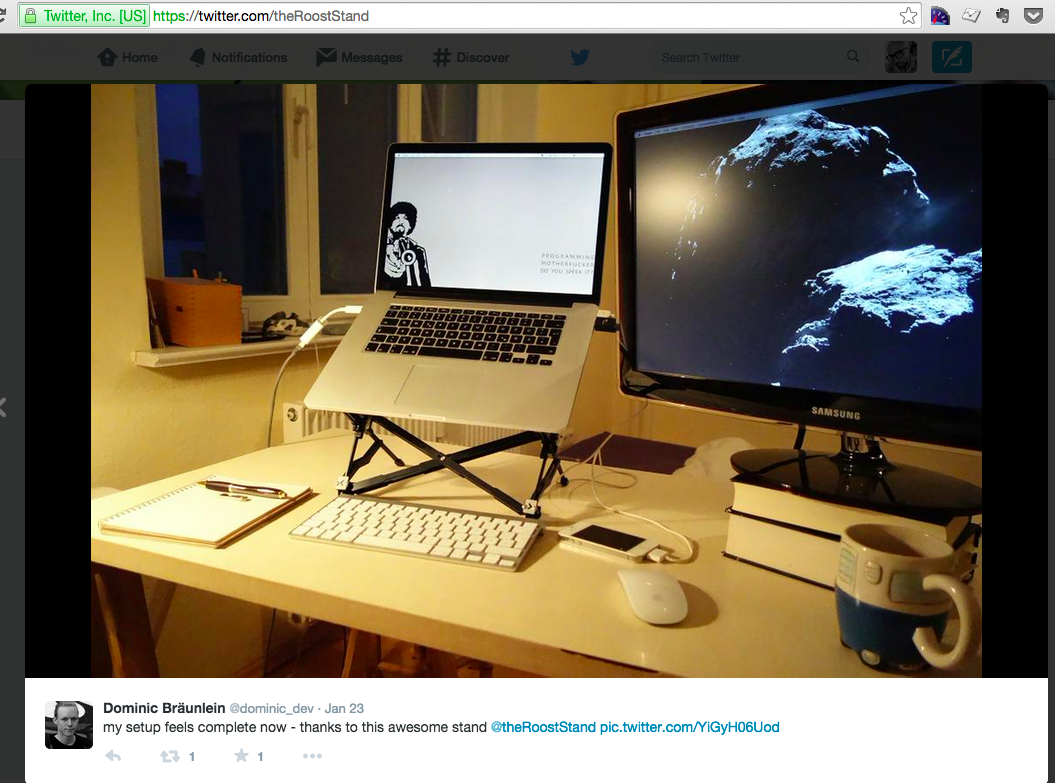 Twitter, Inc. [US] https://twitter.com/theRoostStand
Home Notifications Messages Discover Search Twitter
PROGRAMMING
MOTHERFUCKER
DO YOU SPEEK IT?
SAMSUNG
Dominic Bräunlein @dominic_dev · Jan 23
my setup feels complete now - thanks to this awesome stand @theRoostStand pic.twitter.com/YiGyH06Uod
1 1